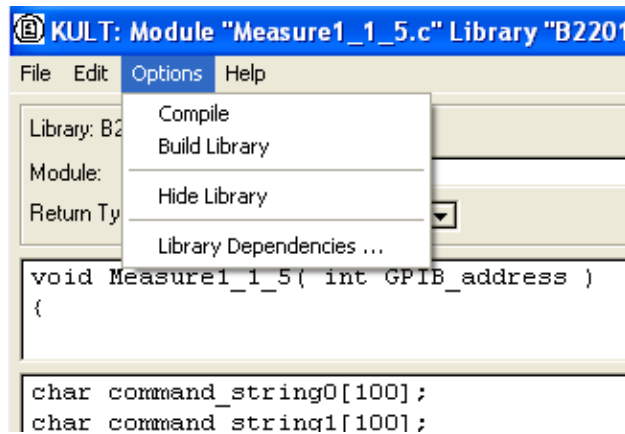 KULT: Module "Measure1_1_5.c" Library "B2201
File Edit Options Help
Compile
Build Library
Hide Library
Library Dependencies ...
Library: B2
Module:
Return Ty
void Measure1_1_5( int GPIB_address )
{
char command_string0[100];
char command_string1[100];